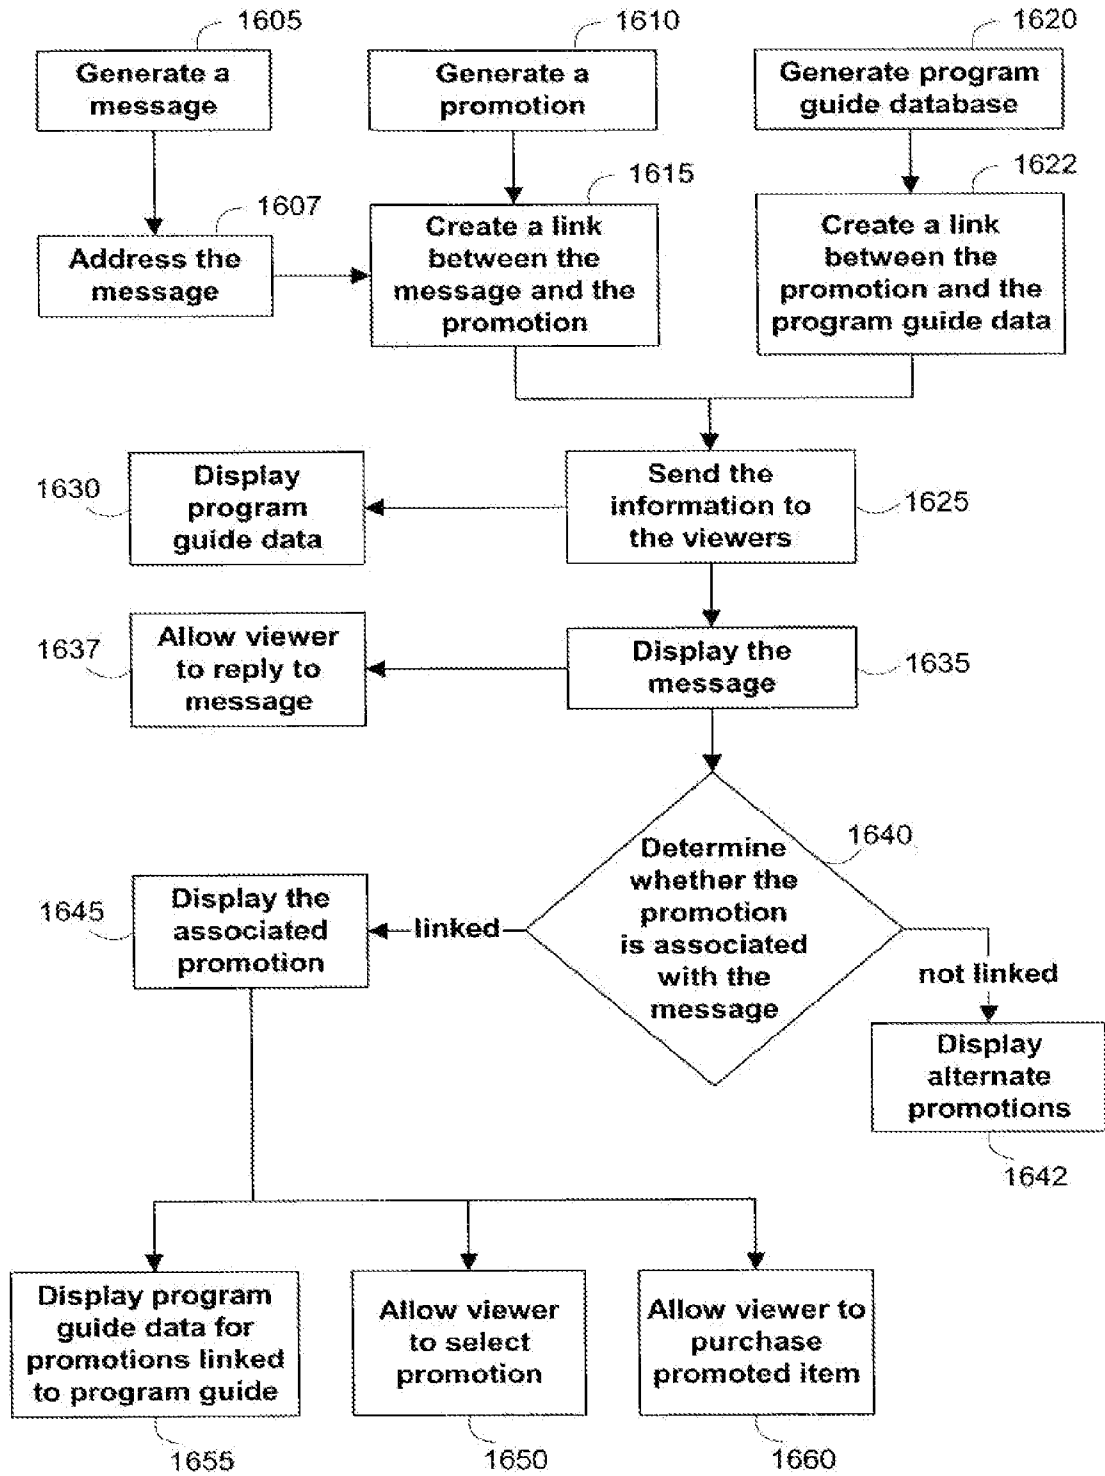 1605
Generate a
message
1610
Generate a
promotion
1620
Generate program
guide database
1607
Address the
message
1615
Create a link
between the
message and the
promotion
1622
Create a link
between the
promotion and the
program guide data
1630
Display
program
guide data
Send the
information to
the viewers
1625
1637
Allow viewer
to reply to
message
Display the
message
1635
1640
Determine
whether the
promotion
is associated
with the
message
1645
Display the
associated
promotion
linked
not linked
Display
alternate
promotions
1642
Display program
guide data for
promotions linked
to program guide
1655
Allow viewer
to select
promotion
1650
Allow viewer to
purchase
promoted item
1660